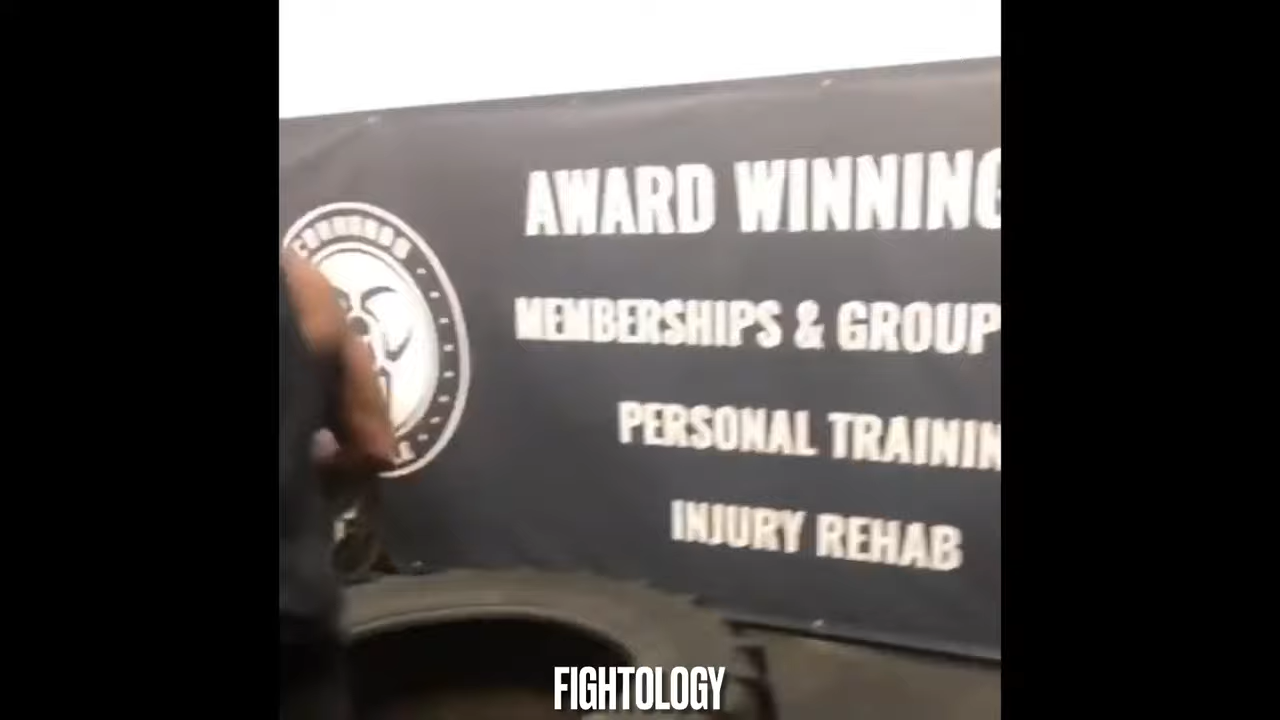 AWARD WINNING
MEMBERSHIPS & GROUP
PERSONAL TRAININ
INJURY REHAB
FIGHTOLOGY